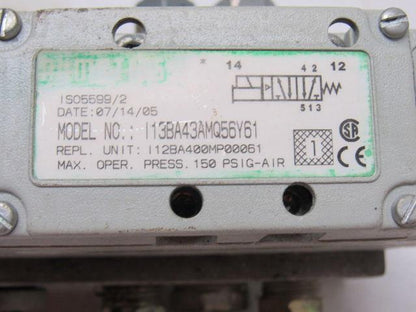 * 14 4 2 12
5 1 3
ISO5599/2
DATE: 07/14/05
MODEL NO.: I13BA43AMQ56Y61
REPL. UNIT: I12BA400MP00061
MAX. OPER. PRESS. 150 PSIG-AIR
1 CE